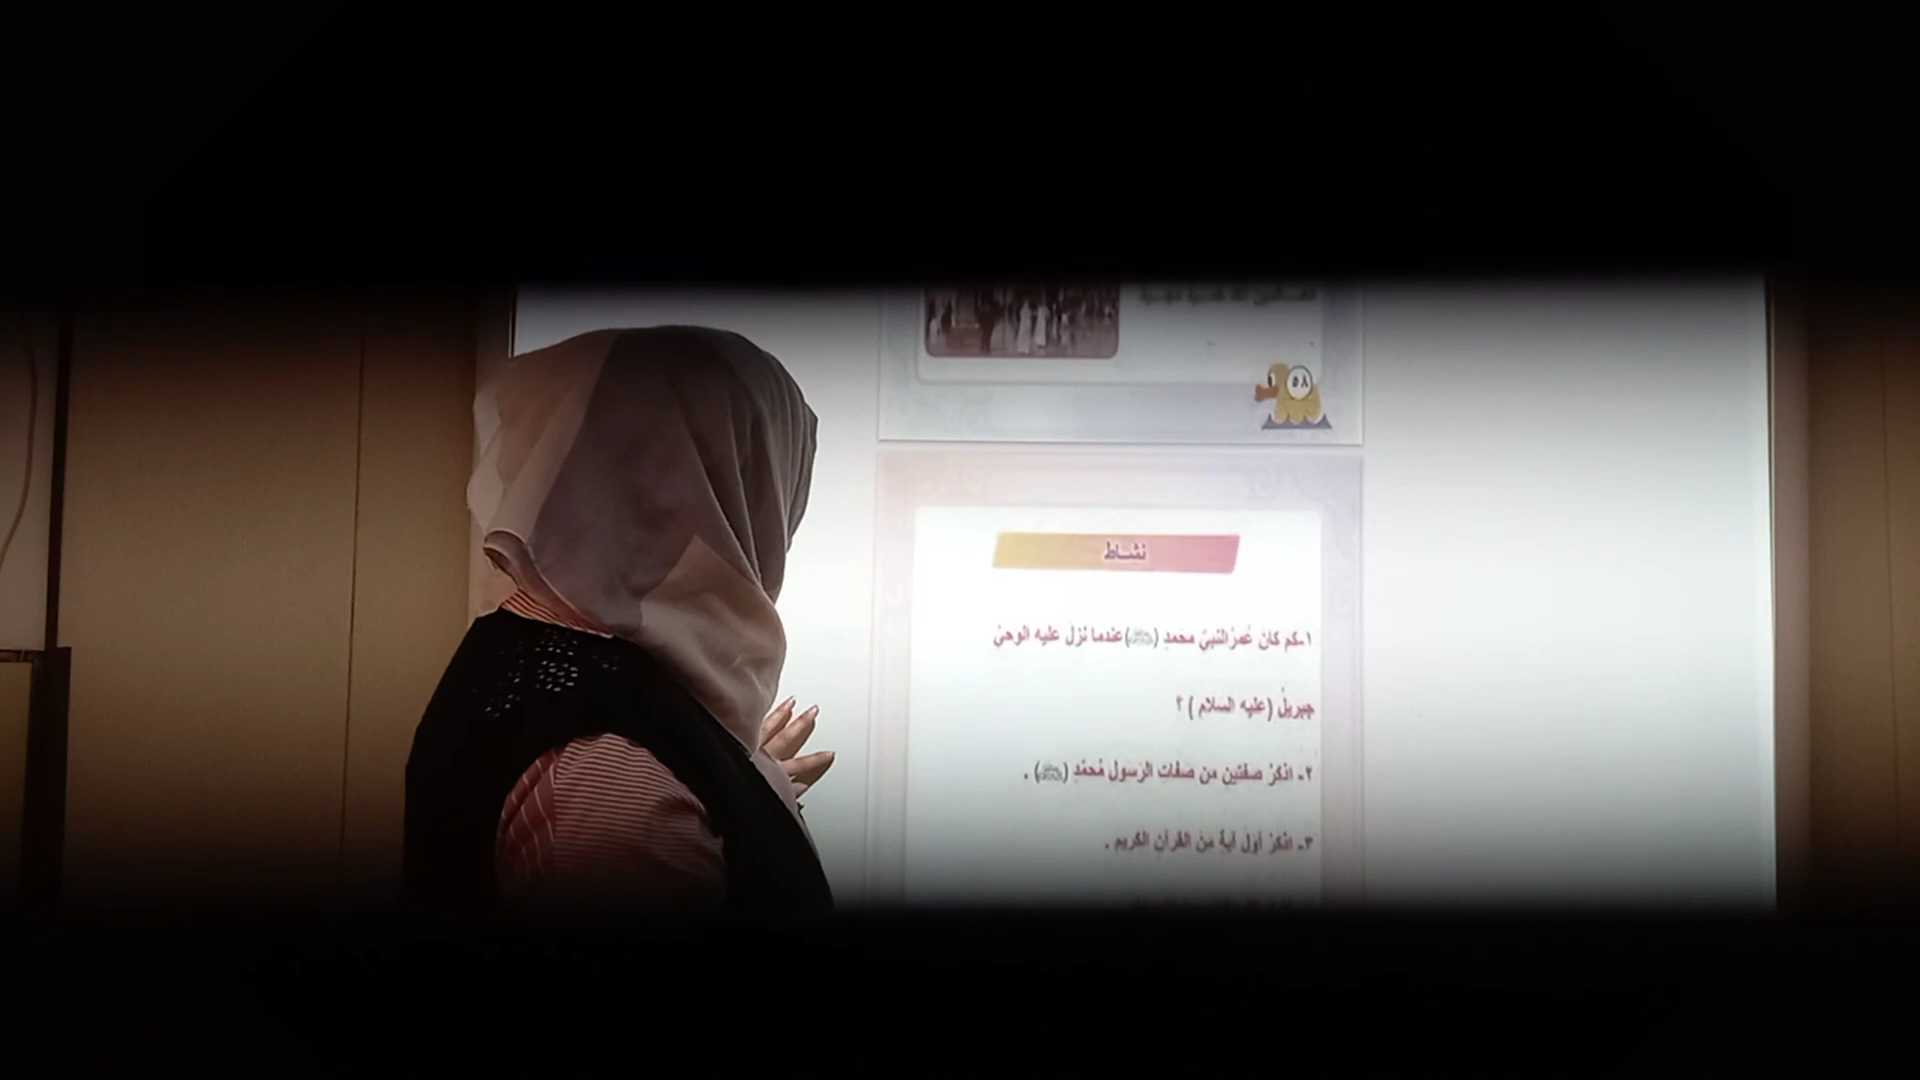 ٥٨
نشاط
١-كم كانَ عُمرُ النبيِّ محمدٍ (ﷺ) عندما نزلَ عليه الوحيُ
جبريلُ (عليه السلام) ؟
٢- اذكرْ صفتينِ من صفات الرسول مُحمّدٍ (ﷺ) .
٣- اذكرْ أولَ آيةٍ منَ القرآنِ الكريم .